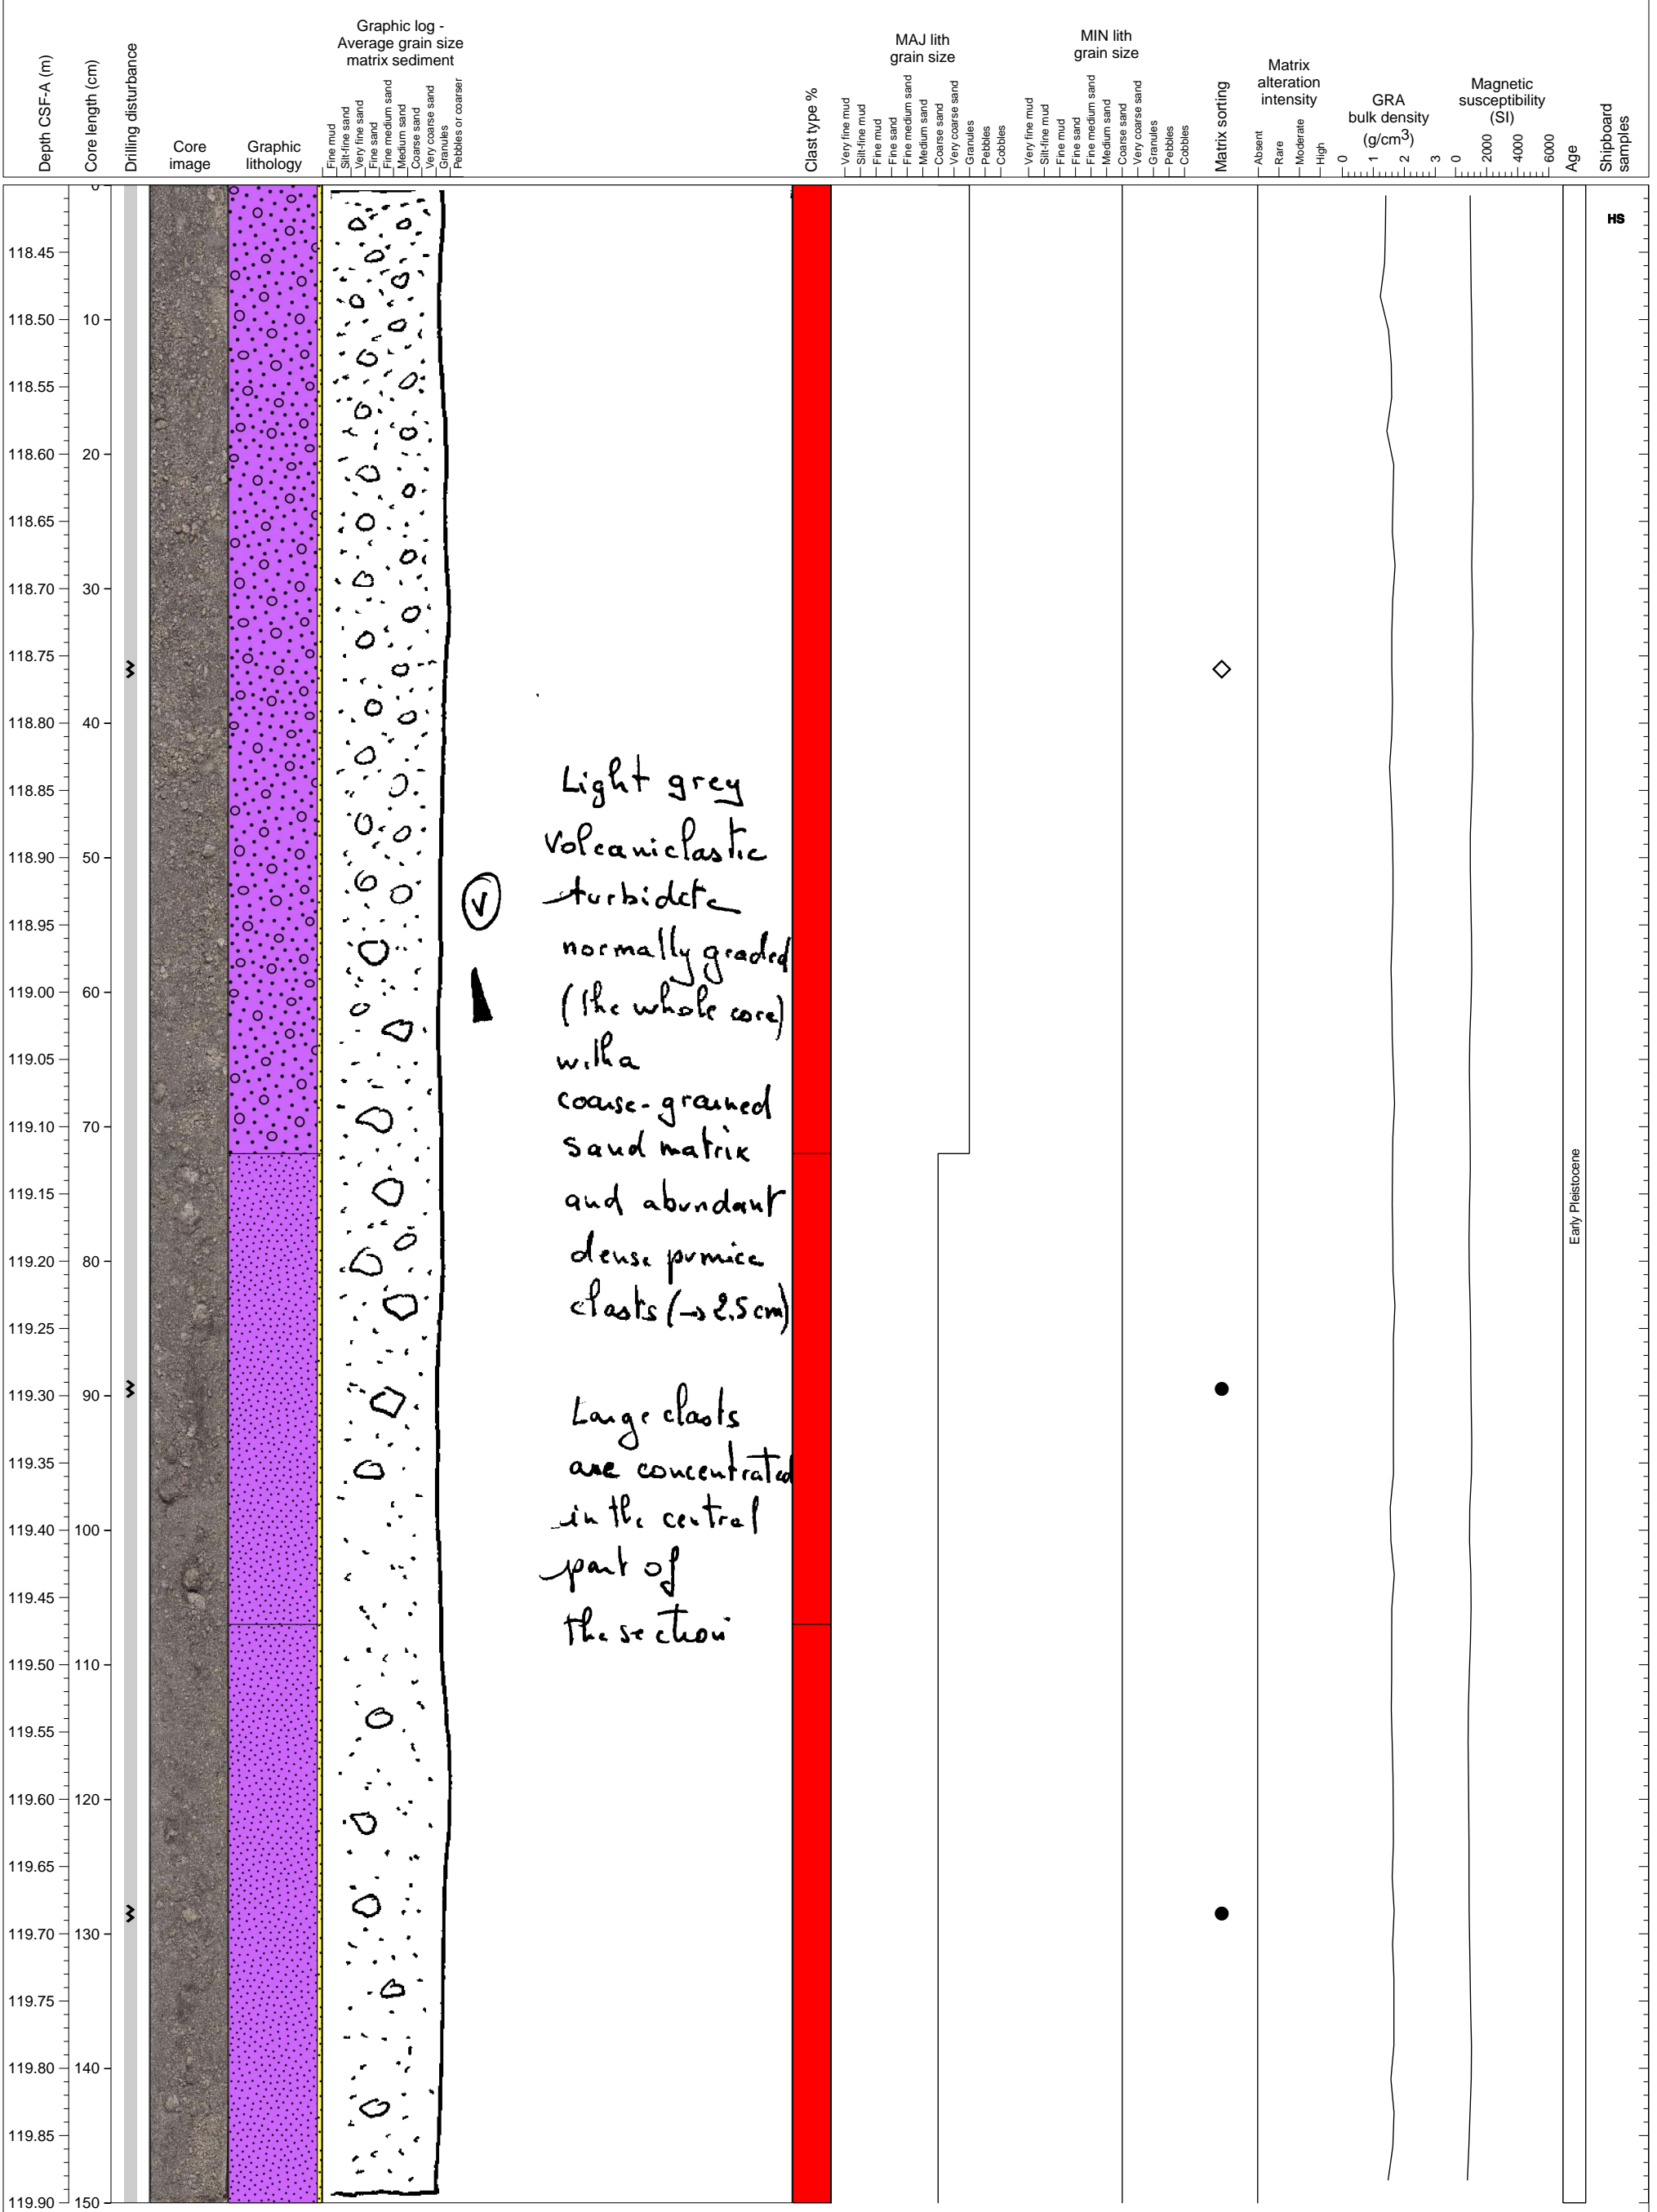 Depth CSF-A (m)
Core length (cm)
Drilling disturbance
Core
image
Graphic
lithology
Graphic log -
Average grain size
matrix sediment
Fine mud
Silt-fine sand
Very fine sand
Fine sand
Fine medium sand
Medium sand
Coarse sand
Very coarse sand
Granules
Pebbles or coarser
Clast type %
MAJ lith
grain size
Very fine mud
Silt-fine mud
Fine mud
Fine sand
Fine medium sand
Medium sand
Coarse sand
Very coarse sand
Granules
Pebbles
Cobbles
MIN lith
grain size
Very fine mud
Silt-fine mud
Fine mud
Fine sand
Fine medium sand
Medium sand
Coarse sand
Very coarse sand
Granules
Pebbles
Cobbles
Matrix sorting
Matrix
alteration
intensity
Absent
Rare
Moderate
High
GRA
bulk density
(g/cm3)
0 1 2 3
Magnetic
susceptibility
(SI)
0 2000 4000 6000
Age
Shipboard
samples
0
HS
118.45
118.50 10
118.55
118.60 20
118.65
118.70 30
118.75
118.80 40
118.85
118.90 50
118.95
119.00 60
119.05
119.10 70
119.15
119.20 80
119.25
119.30 90
119.35
119.40 100
119.45
119.50 110
119.55
119.60 120
119.65
119.70 130
119.75
119.80 140
119.85
119.90 150
V
Light grey
Volcaniclastic
turbidite
normally graded
(the whole core)
with a
coarse-grained
sand matrix
and abundant
dense pumice
clasts (→ 2.5 cm)
Large clasts
are concentrated
in the central
part of
the section
Early Pleistocene